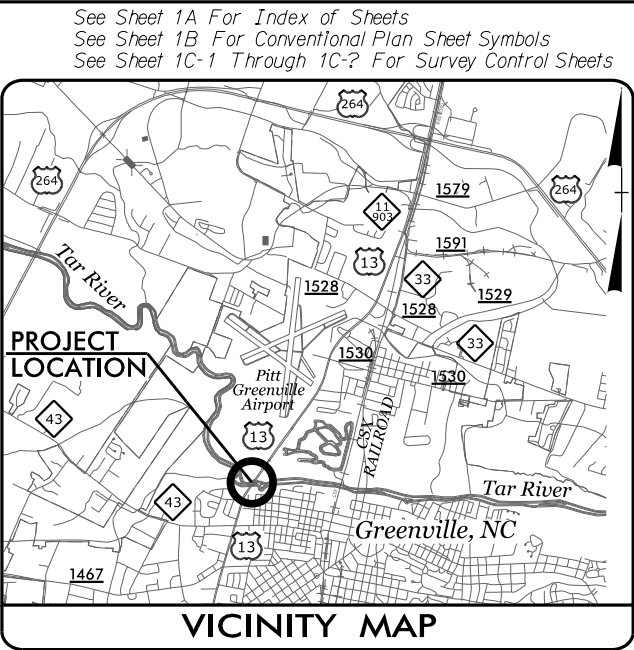 See Sheet 1A For Index of Sheets
See Sheet 1B For Conventional Plan Sheet Symbols
See Sheet 1C-1 Through 1C-? For Survey Control Sheets
264
264
264
11
903
1579
13
1591
33
1528
1529
1528
Tar River
PROJECT
LOCATION
1530
33
1530
Pitt
Greenville
Airport
43
13
CSX
RAILROAD
43
Tar River
Greenville, NC
13
1467
VICINITY MAP